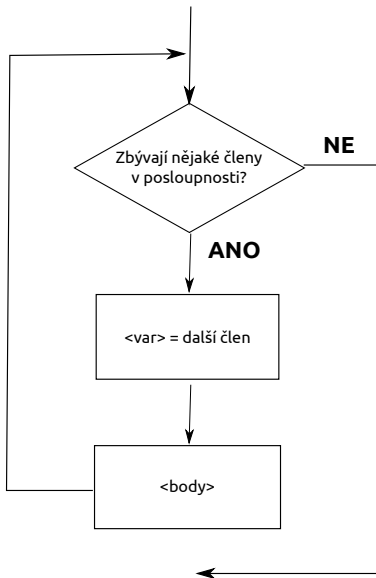 Zbývají nějaké členy
v posloupnosti?
NE
ANO
<var> = další člen
<body>